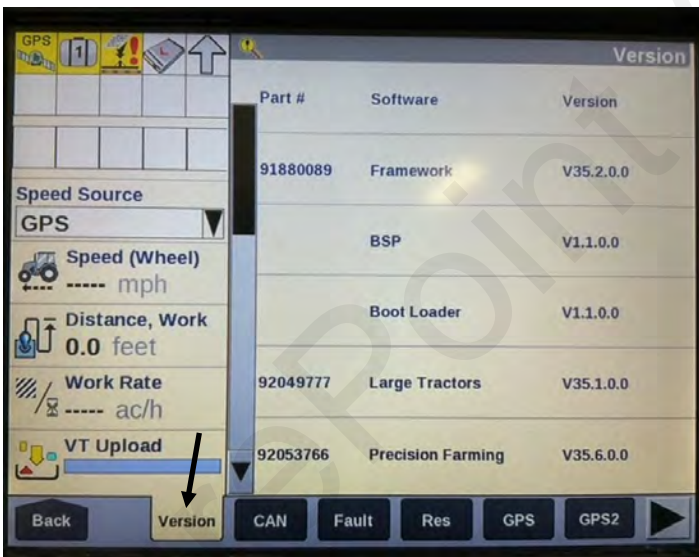 GPS
1
Version
Part # Software Version
91880089 Framework V35.2.0.0
BSP V1.1.0.0
Boot Loader V1.1.0.0
92049777 Large Tractors V35.1.0.0
92053766 Precision Farming V35.6.0.0
Speed Source
GPS
Speed (Wheel)
----- mph
Distance, Work
0.0 feet
Work Rate
----- ac/h
VT Upload
Back Version CAN Fault Res GPS GPS2
ePoint